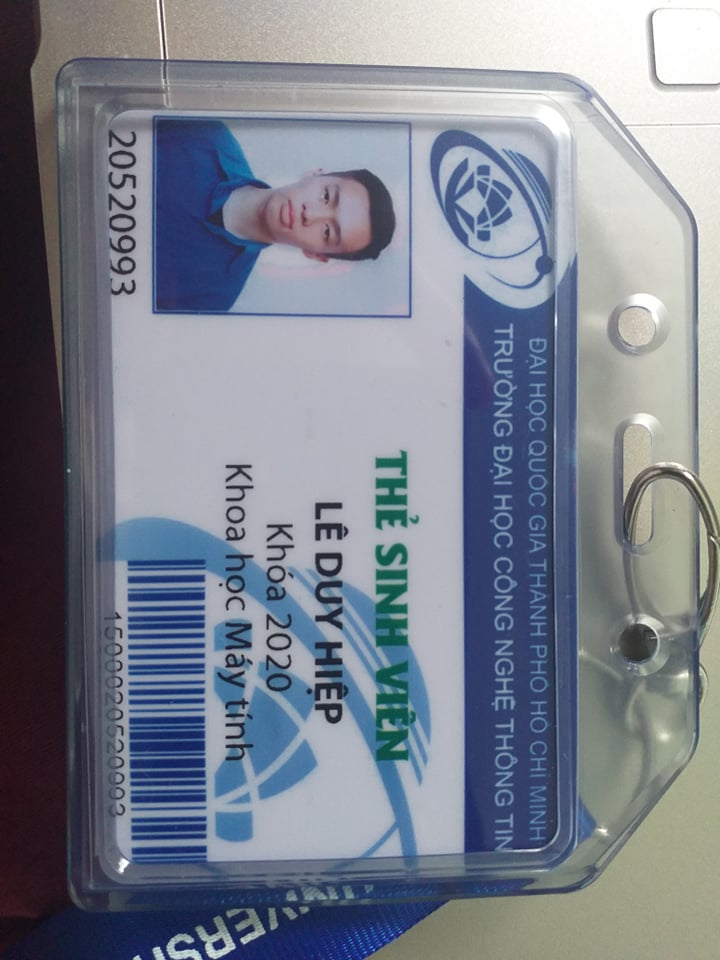 ĐẠI HỌC QUỐC GIA THÀNH PHỐ HỒ CHÍ MINH
TRƯỜNG ĐẠI HỌC CÔNG NGHỆ THÔNG TIN
THẺ SINH VIÊN
LÊ DUY HIỆP
Khóa 2020
Khoa học Máy tính
20520993
1500020520993